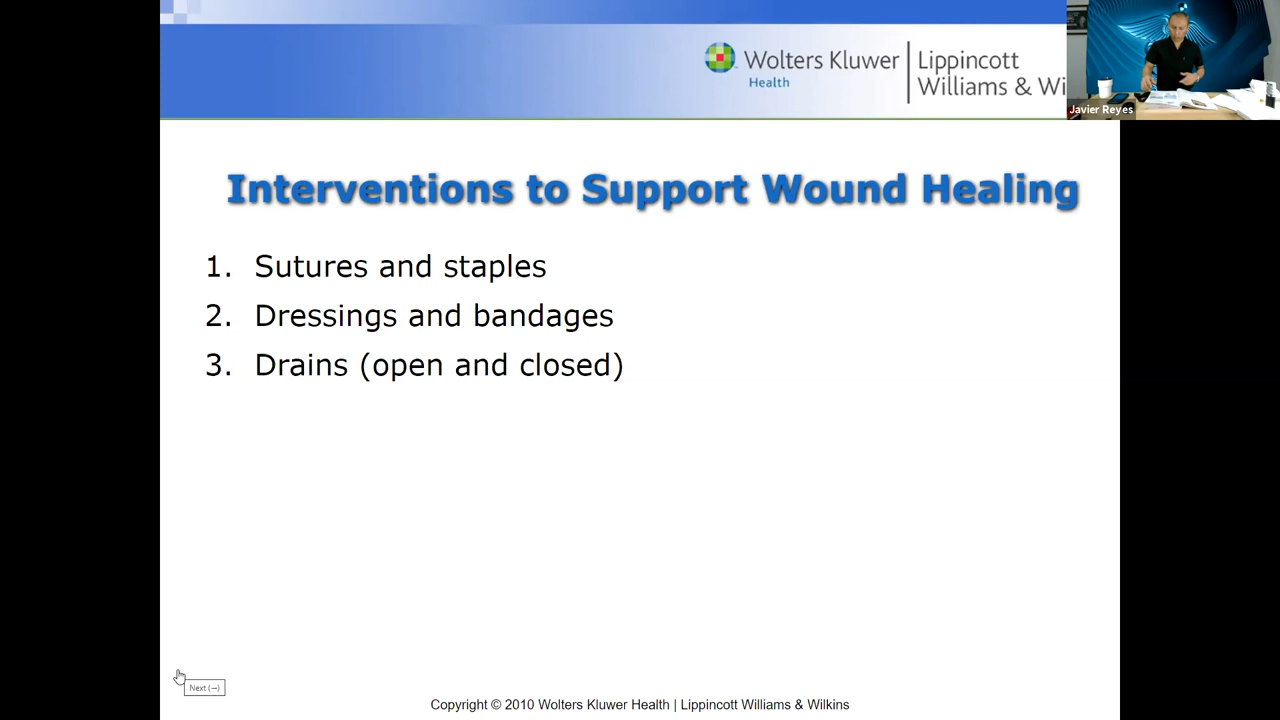 Wolters Kluwer
Health
Lippincott
Williams & Wi
Javier Reyes
Interventions to Support Wound Healing
1. Sutures and staples
2. Dressings and bandages
3. Drains (open and closed)
Next (→)
Copyright © 2010 Wolters Kluwer Health | Lippincott Williams & Wilkins